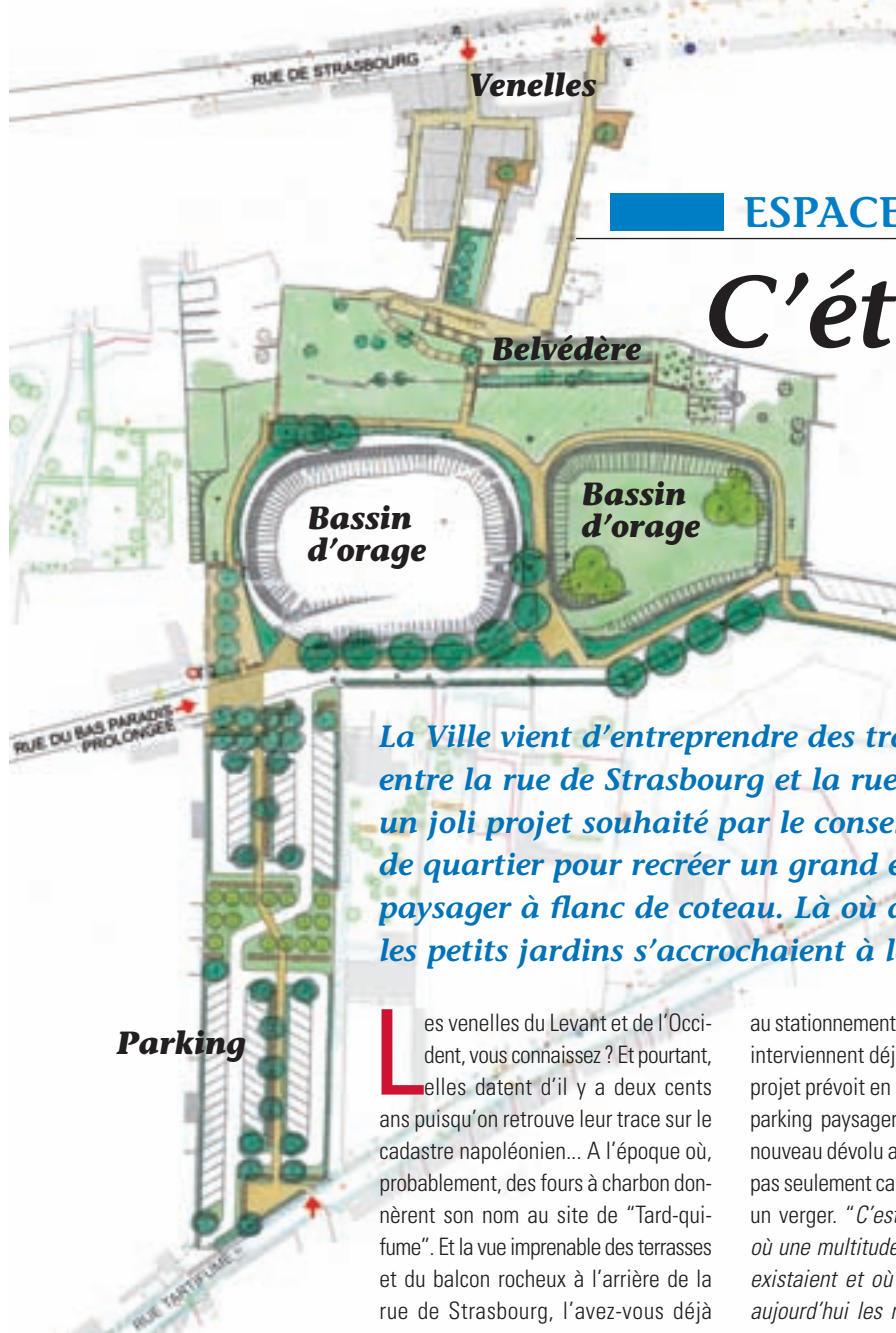 RUE DE STRASBOURG
Venelles
ESPACE
C'ét
Belvédère
Bassin
d'orage
Bassin
d'orage
RUE DU BAS PARADIS
PROLONGÉE
La Ville vient d'entreprendre des tra
entre la rue de Strasbourg et la rue
un joli projet souhaité par le conse
de quartier pour recréer un grand e
paysager à flanc de coteau. Là où a
les petits jardins s'accrochaient à l
Parking
RUE TARTIFUME
Les venelles du Levant et de l'Occi-
dent, vous connaissez ? Et pourtant,
elles datent d'il y a deux cents
ans puisqu'on retrouve leur trace sur le
cadastre napoléonien... A l'époque où,
probablement, des fours à charbon don-
nèrent son nom au site de "Tard-qui-
fume". Et la vue imprenable des terrasses
et du balcon rocheux à l'arrière de la
rue de Strasbourg, l'avez-vous déjà
au stationnement
interviennent déj
projet prévoit en
parking paysager
nouveau dévolu a
pas seulement ca
un verger. "C'est
où une multitude
existaient et où
aujourd'hui les r